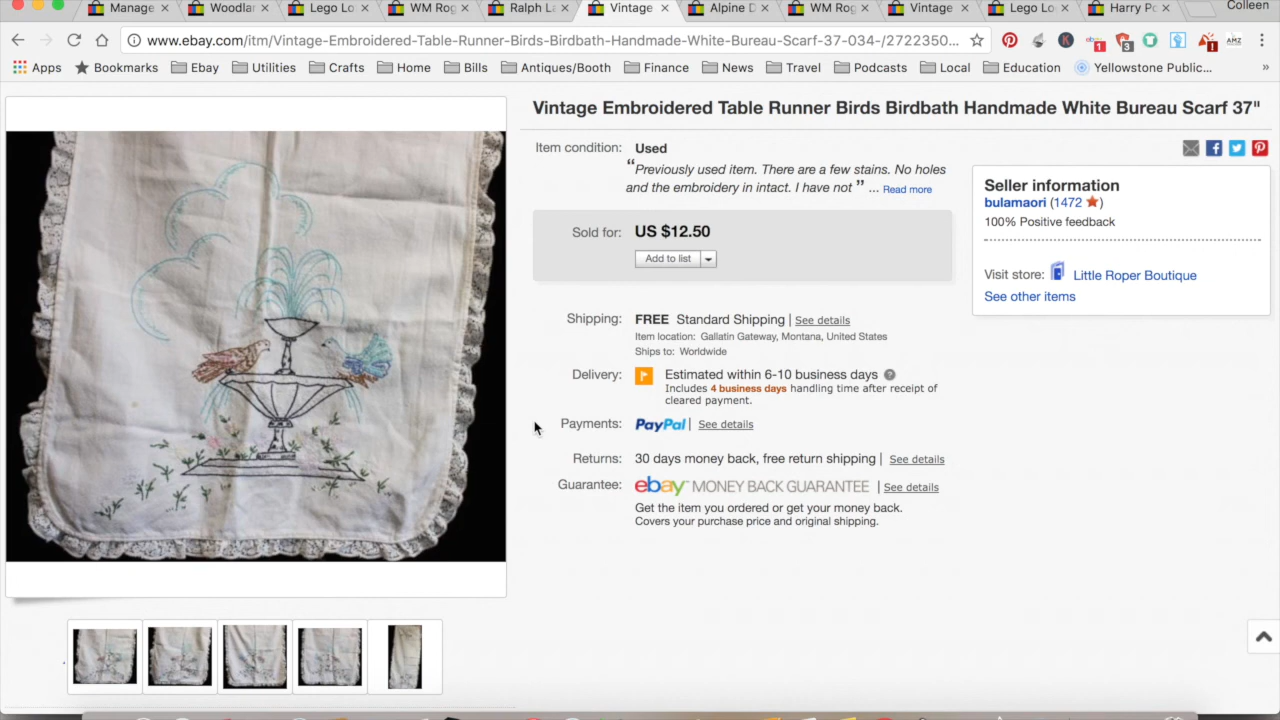 Manage
Woodlar
Lego Lo
WM Rog
Ralph La
Vintage
Alpine D
WM Rog
Vintage
Lego Lo
Harry Po
Colleen
www.ebay.com/itm/Vintage-Embroidered-Table-Runner-Birds-Birdbath-Handmade-White-Bureau-Scarf-37-034-/2722350...
Apps Bookmarks Ebay Utilities Crafts Home Bills Antiques/Booth Finance News Travel Podcasts Local Education Yellowstone Public... »
Vintage Embroidered Table Runner Birds Birdbath Handmade White Bureau Scarf 37"
Item condition: Used
“Previously used item. There are a few stains. No holes
and the embroidery in intact. I have not ” ... Read more
Sold for: US $12.50
Add to list
Shipping: FREE Standard Shipping | See details
Item location: Gallatin Gateway, Montana, United States
Ships to: Worldwide
Delivery: Estimated within 6-10 business days ?
Includes 4 business days handling time after receipt of
cleared payment.
Payments: PayPal | See details
Returns: 30 days money back, free return shipping | See details
Guarantee: ebay MONEY BACK GUARANTEE | See details
Get the item you ordered or get your money back.
Covers your purchase price and original shipping.
Seller information
bulamaori (1472 ★)
100% Positive feedback
Visit store: Little Roper Boutique
See other items